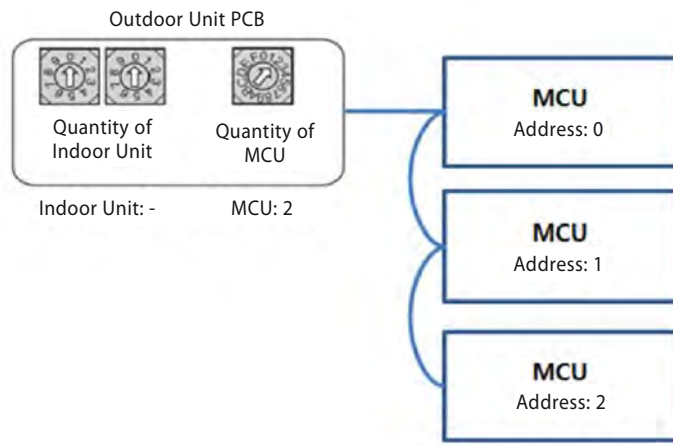 Outdoor Unit PCB
Quantity of
Indoor Unit
Quantity of
MCU
Indoor Unit: -
MCU: 2
MCU
Address: 0
MCU
Address: 1
MCU
Address: 2